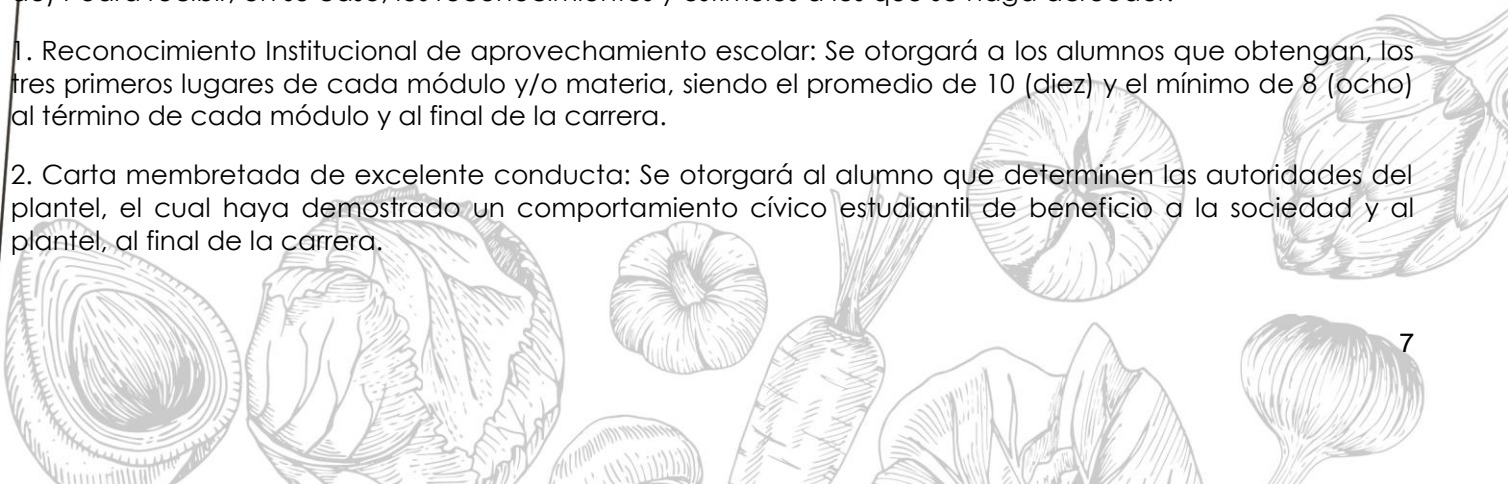 1. Reconocimiento Institucional de aprovechamiento escolar: Se otorgará a los alumnos que obtengan, los
tres primeros lugares de cada módulo y/o materia, siendo el promedio de 10 (diez) y el mínimo de 8 (ocho)
al término de cada módulo y al final de la carrera.
2. Carta membretada de excelente conducta: Se otorgará al alumno que determinen las autoridades del
plantel, el cual haya demostrado un comportamiento cívico estudiantil de beneficio a la sociedad y al
plantel, al final de la carrera.
7